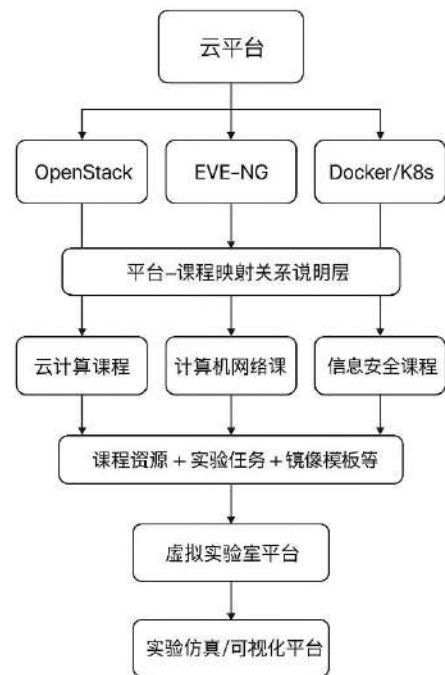 云平台
OpenStack
EVE-NG
Docker/K8s
平台-课程映射关系说明层
云计算课程
计算机网络课
信息安全课程
课程资源 + 实验任务 + 镜像模板等
虚拟实验室平台
实验仿真/可视化平台